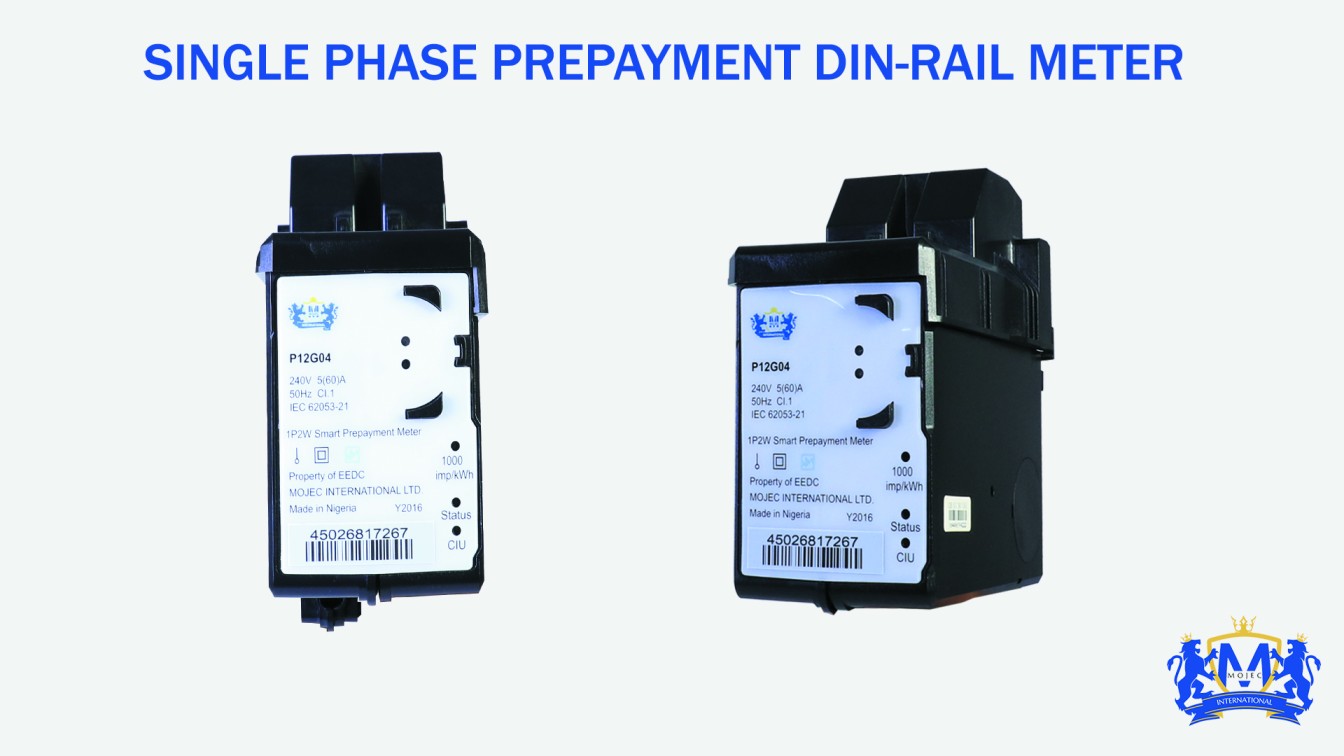 SINGLE PHASE PREPAYMENT DIN-RAIL METER
P12G04
240V 5(60)A
50Hz Cl.1
IEC 62053-21
1P2W Smart Prepayment Meter
1000
imp/kWh
Property of EEDC
MOJEC INTERNATIONAL LTD.
Made in Nigeria Y2016
Status
45026817267
CIU
P12G04
240V 5(60)A
50Hz Cl.1
IEC 62053-21
1P2W Smart Prepayment Meter
1000
imp/kWh
Property of EEDC
MOJEC INTERNATIONAL LTD.
Made in Nigeria Y2016
Status
45026817267
CIU
M
MOJEC
INTERNATIONAL